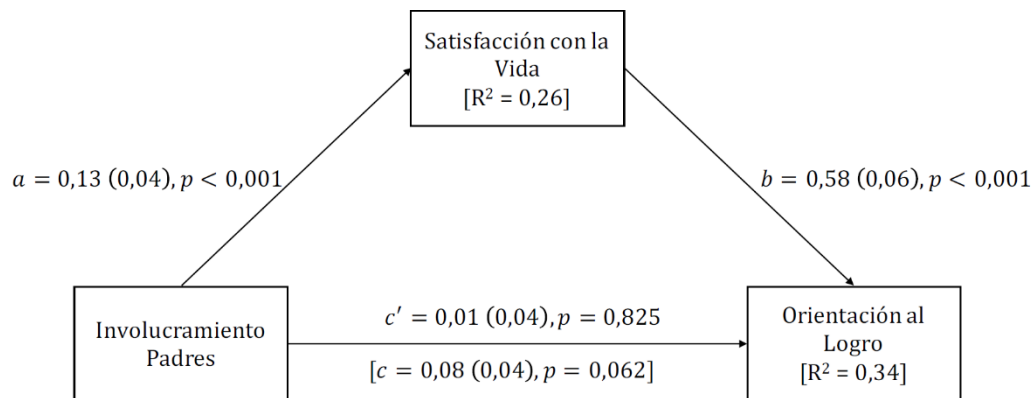 Satisfacción con la
Vida
[R² = 0,26]
a = 0,13 (0,04), p < 0,001
b = 0,58 (0,06), p < 0,001
Involucramiento
Padres
c′ = 0,01 (0,04), p = 0,825
[c = 0,08 (0,04), p = 0,062]
Orientación al
Logro
[R² = 0,34]